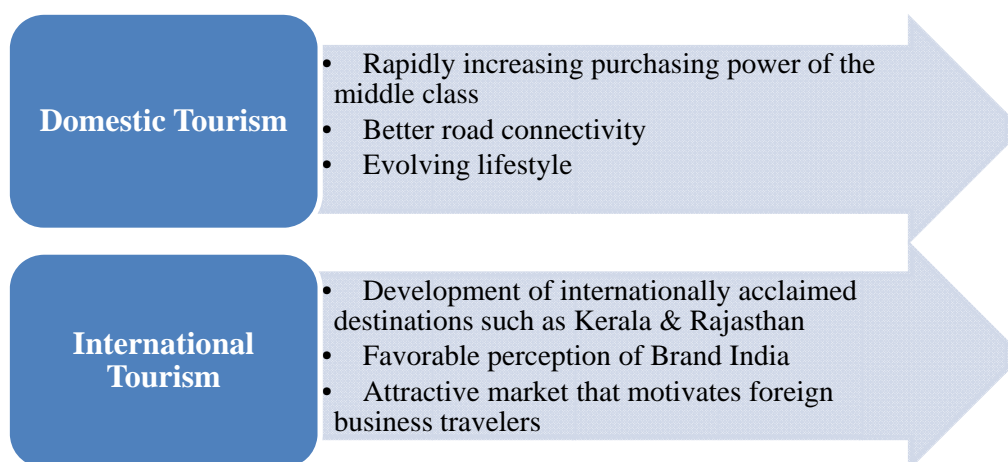 Domestic Tourism
• Rapidly increasing purchasing power of the
middle class
• Better road connectivity
• Evolving lifestyle
International
Tourism
• Development of internationally acclaimed
destinations such as Kerala & Rajasthan
• Favorable perception of Brand India
• Attractive market that motivates foreign
business travelers